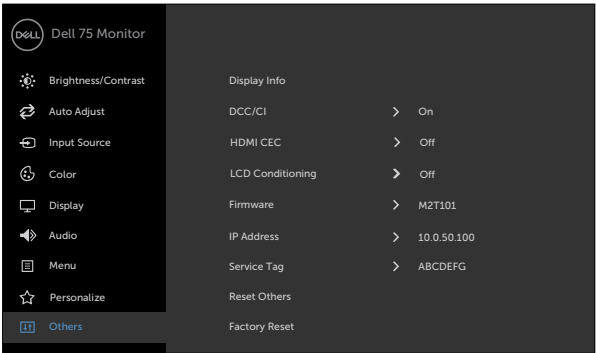 DELL Dell 75 Monitor
Brightness/Contrast
Auto Adjust
Input Source
Color
Display
Audio
Menu
Personalize
Others
Display Info
DCC/CI > On
HDMI CEC > Off
LCD Conditioning > Off
Firmware > M2T101
IP Address > 10.0.50.100
Service Tag > ABCDEFG
Reset Others
Factory Reset